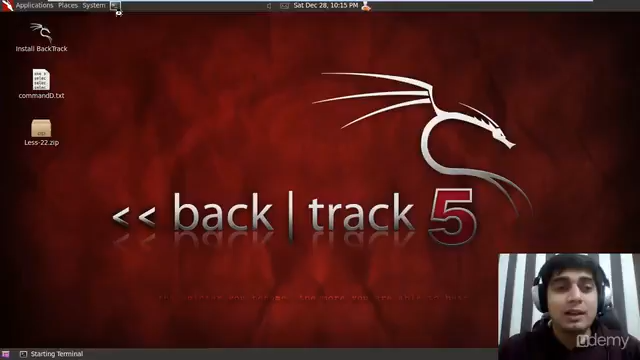 Applications Places System
Sat Dec 28, 10:15 PM
Install BackTrack
commandD.txt
Less-22.zip
<< back | track 5
udemy
Starting Terminal